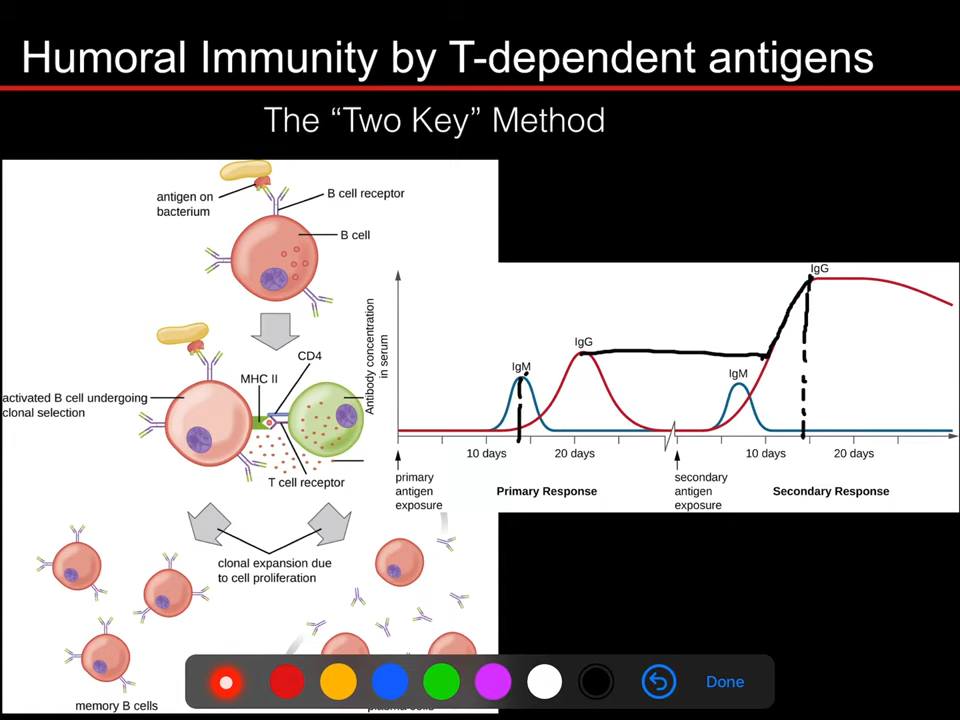 Humoral Immunity by T-dependent antigens
The “Two Key” Method
antigen on
bacterium
B cell receptor
B cell
CD4
MHC II
activated B cell undergoing
clonal selection
T cell receptor
clonal expansion due
to cell proliferation
memory B cells
Antibody concentration
in serum
IgM
IgG
IgM
IgG
10 days
20 days
10 days
20 days
primary
antigen
exposure
Primary Response
secondary
antigen
exposure
Secondary Response
Done